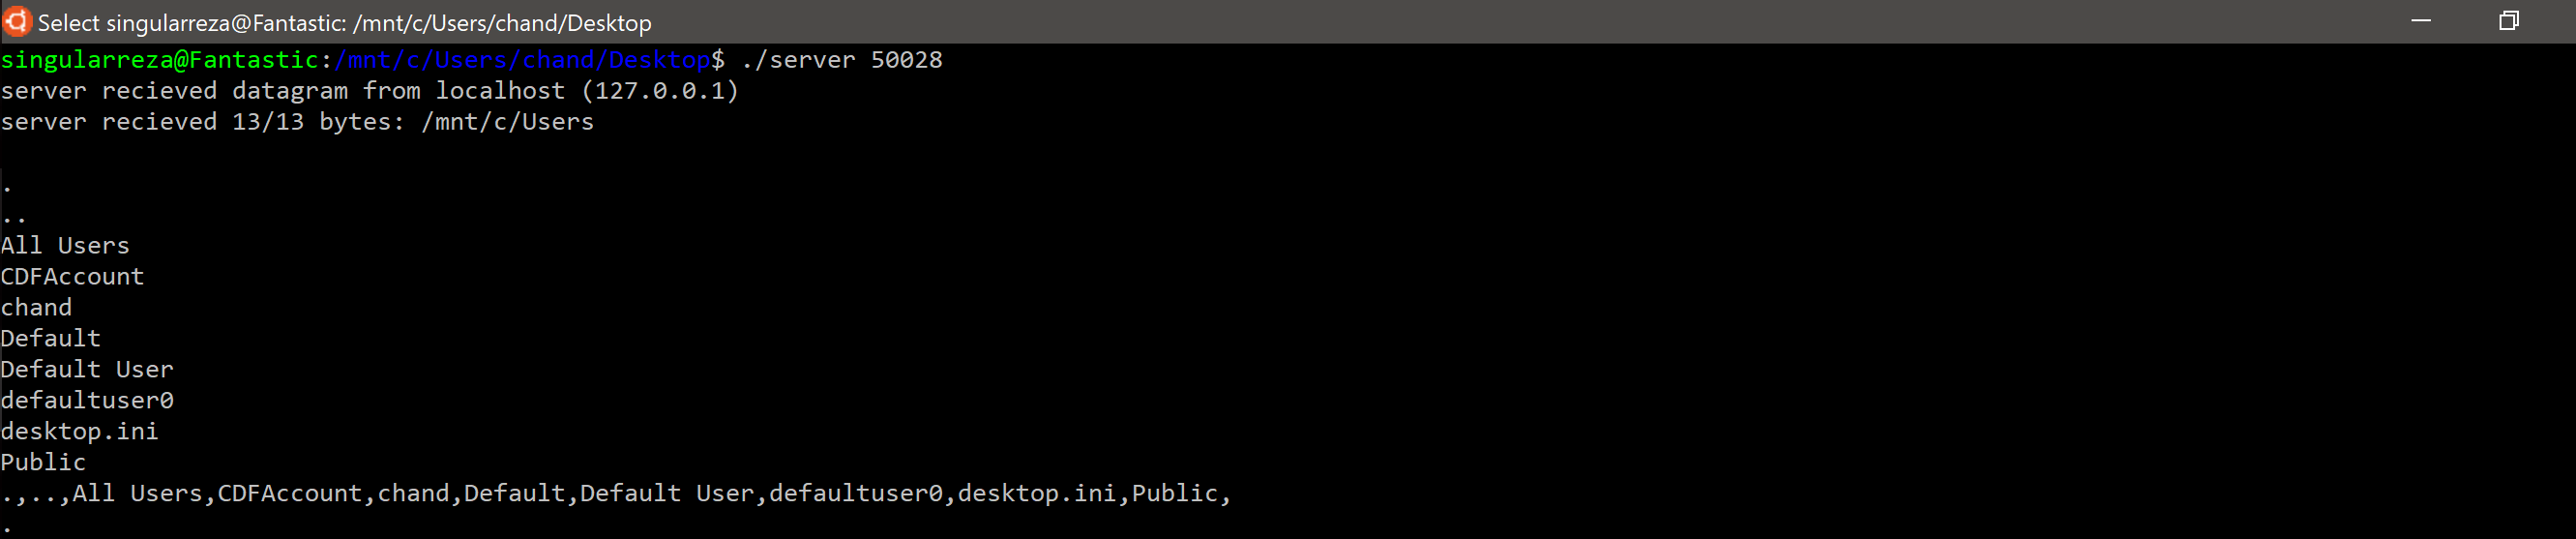 Select singularreza@Fantastic: /mnt/c/Users/chand/Desktop
singularreza@Fantastic:/mnt/c/Users/chand/Desktop$ ./server 50028
server recieved datagram from localhost (127.0.0.1)
server recieved 13/13 bytes: /mnt/c/Users
.
..
All Users
CDFAccount
chand
Default
Default User
defaultuser0
desktop.ini
Public
.,..,All Users,CDFAccount,chand,Default,Default User,defaultuser0,desktop.ini,Public,
.